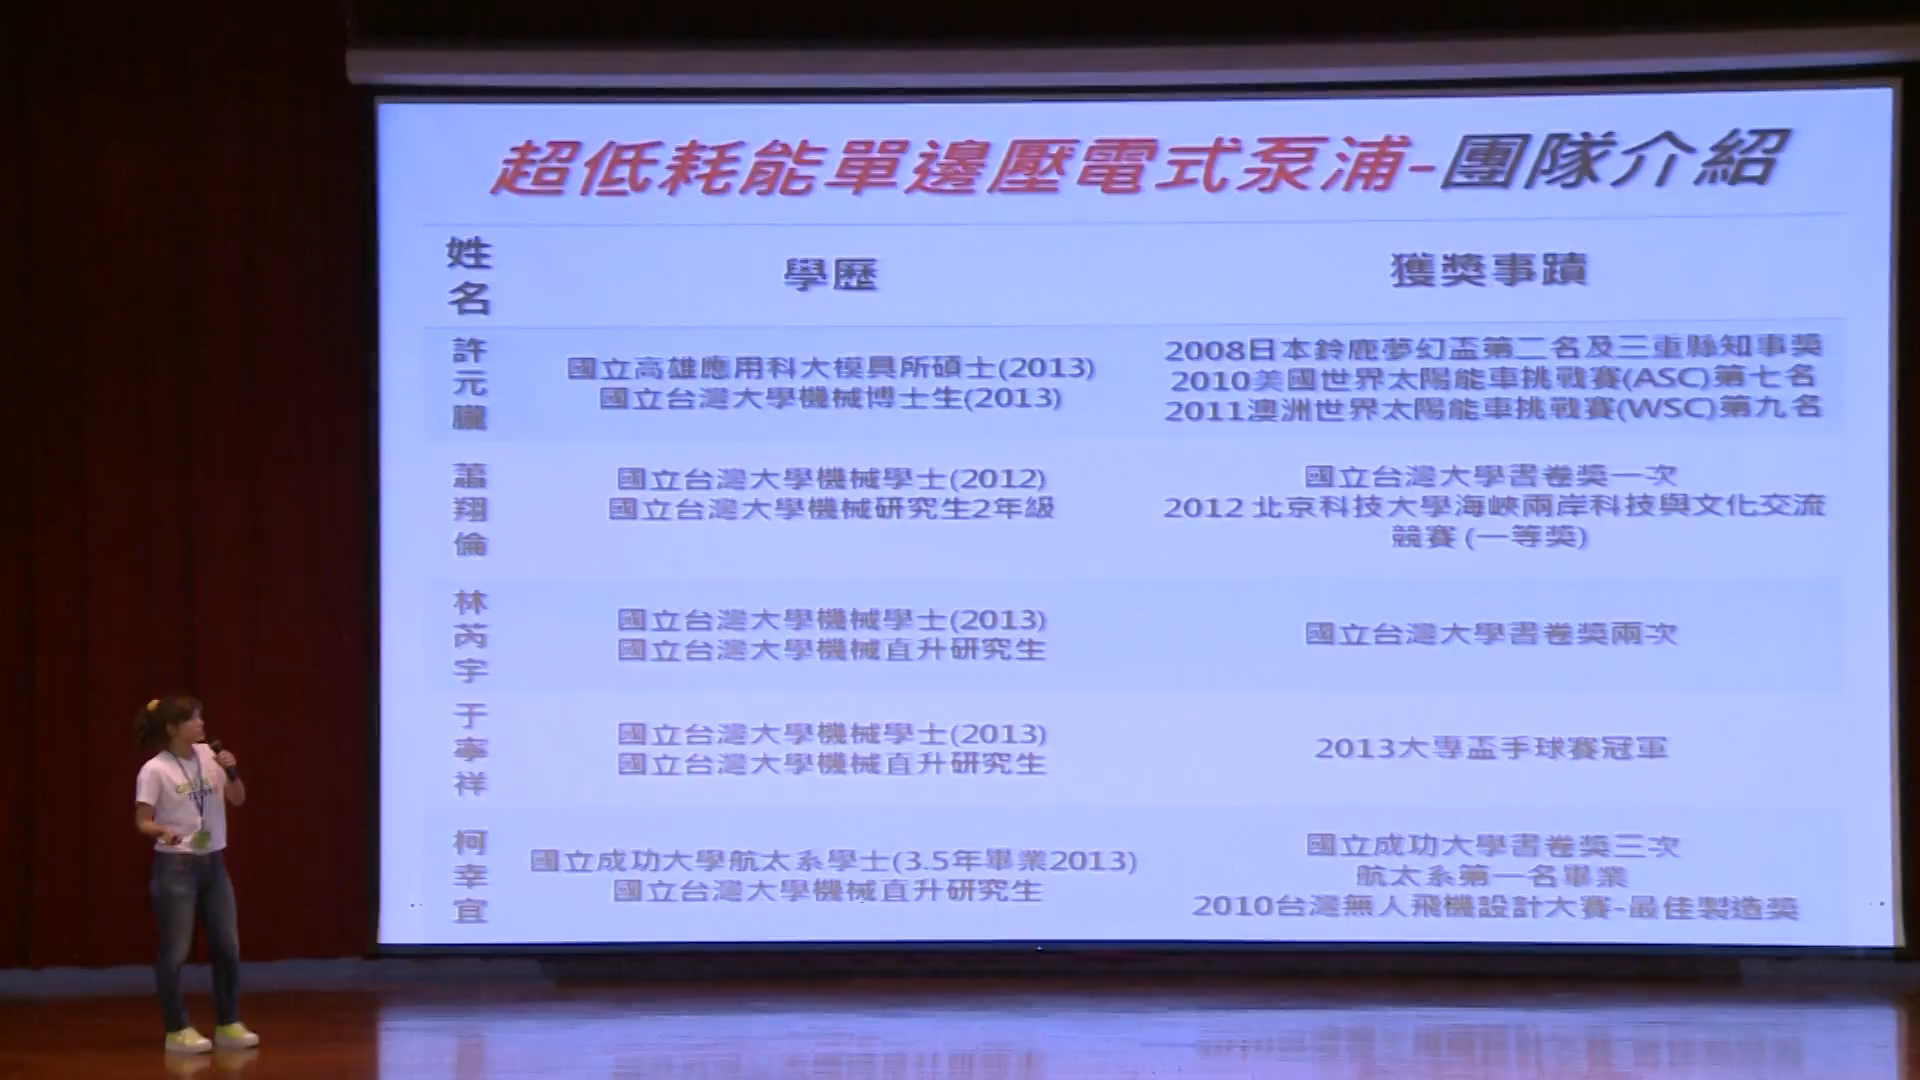 超低耗能單邊壓電式泵浦-團隊介紹
姓名
學歷
獲獎事蹟
許元朧
國立高雄應用科大模具所碩士(2013)
國立台灣大學機械博士生(2013)
2008日本鈴鹿夢幻盃第二名及三重縣知事獎
2010美國世界太陽能車挑戰賽(ASC)第七名
2011澳洲世界太陽能車挑戰賽(WSC)第九名
蕭翔倫
國立台灣大學機械學士(2012)
國立台灣大學機械研究生2年級
國立台灣大學書卷獎一次
2012 北京科技大學海峽兩岸科技與文化交流
競賽 (一等獎)
林芮宇
國立台灣大學機械學士(2013)
國立台灣大學機械直升研究生
國立台灣大學書卷獎兩次
于寧祥
國立台灣大學機械學士(2013)
國立台灣大學機械直升研究生
2013大專盃手球賽冠軍
柯幸宜
國立成功大學航太系學士(3.5年畢業2013)
國立台灣大學機械直升研究生
國立成功大學書卷獎三次
航太系第一名畢業
2010台灣無人飛機設計大賽-最佳製造獎